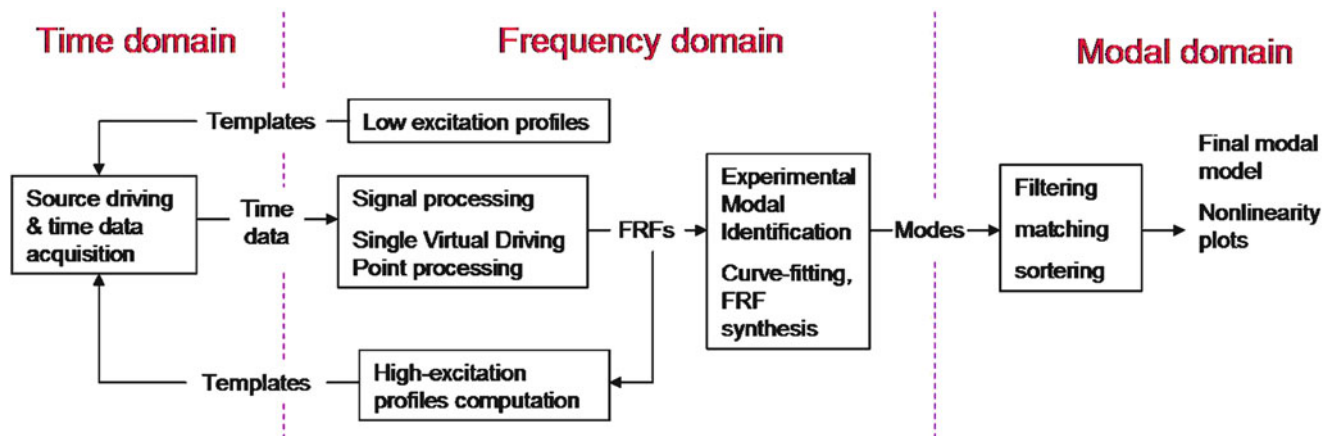 Time domain
Frequency domain
Modal domain
Templates
Low excitation profiles
Source driving
& time data
acquisition
Time
data
Signal processing
Single Virtual Driving
Point processing
FRFs
Experimental
Modal
Identification
Curve-fitting,
FRF
synthesis
Modes
Filtering
matching
sortering
Final modal
model
Nonlinearity
plots
Templates
High-excitation
profiles computation